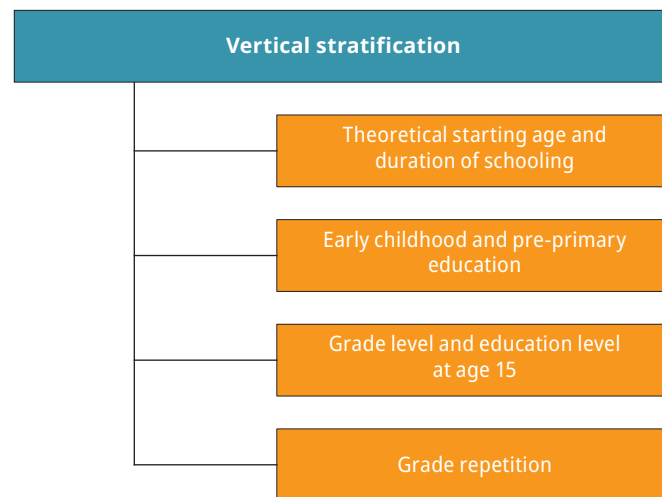 Vertical stratification
Theoretical starting age and
duration of schooling
Early childhood and pre-primary
education
Grade level and education level
at age 15
Grade repetition